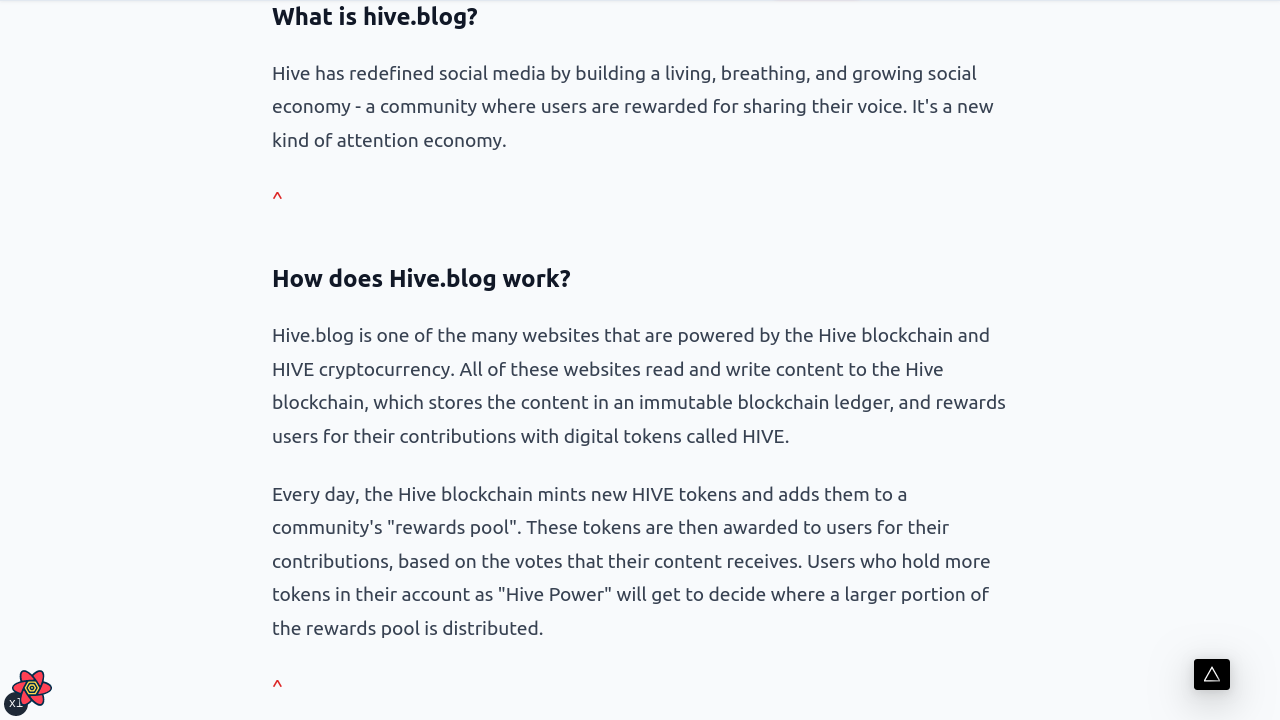 What is hive.blog?
Hive has redefined social media by building a living, breathing, and growing social
economy - a community where users are rewarded for sharing their voice. It's a new
kind of attention economy.
^
How does Hive.blog work?
Hive.blog is one of the many websites that are powered by the Hive blockchain and
HIVE cryptocurrency. All of these websites read and write content to the Hive
blockchain, which stores the content in an immutable blockchain ledger, and rewards
users for their contributions with digital tokens called HIVE.
Every day, the Hive blockchain mints new HIVE tokens and adds them to a
community's "rewards pool". These tokens are then awarded to users for their
contributions, based on the votes that their content receives. Users who hold more
tokens in their account as "Hive Power" will get to decide where a larger portion of
the rewards pool is distributed.
^